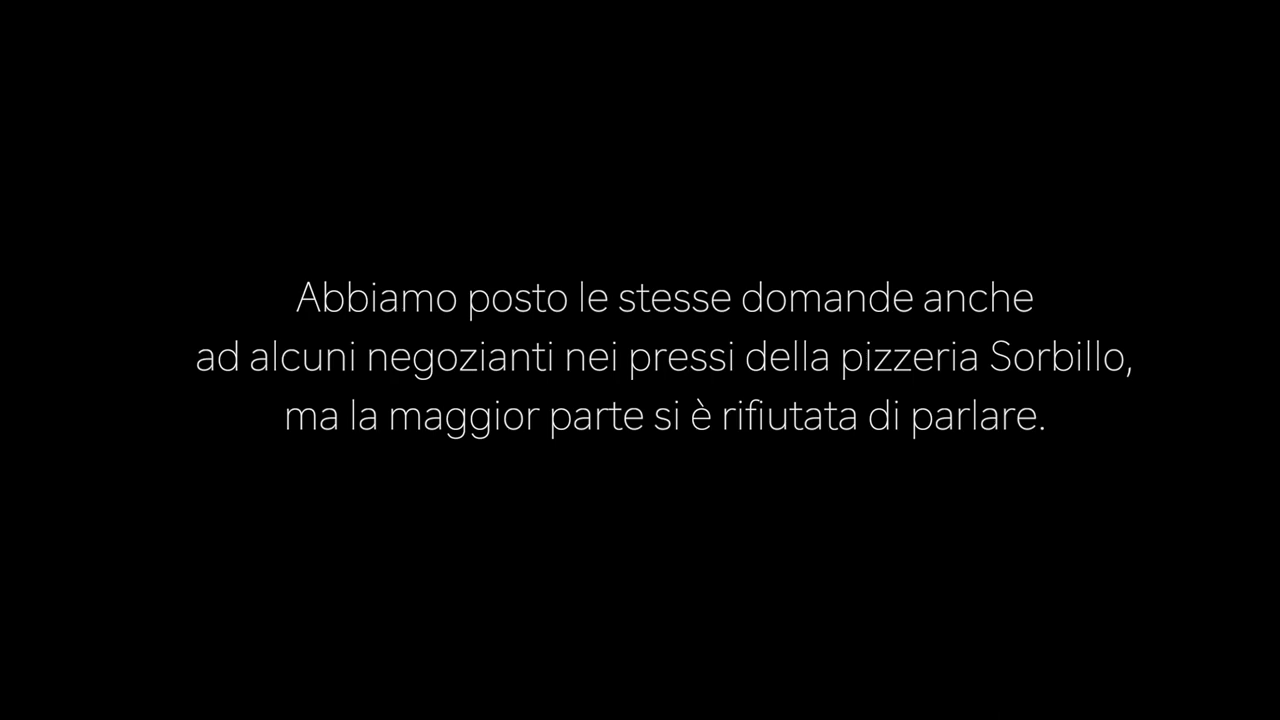 Abbiamo posto le stesse domande anche
ad alcuni negozianti nei pressi della pizzeria Sorbillo,
ma la maggior parte si è rifiutata di parlare.